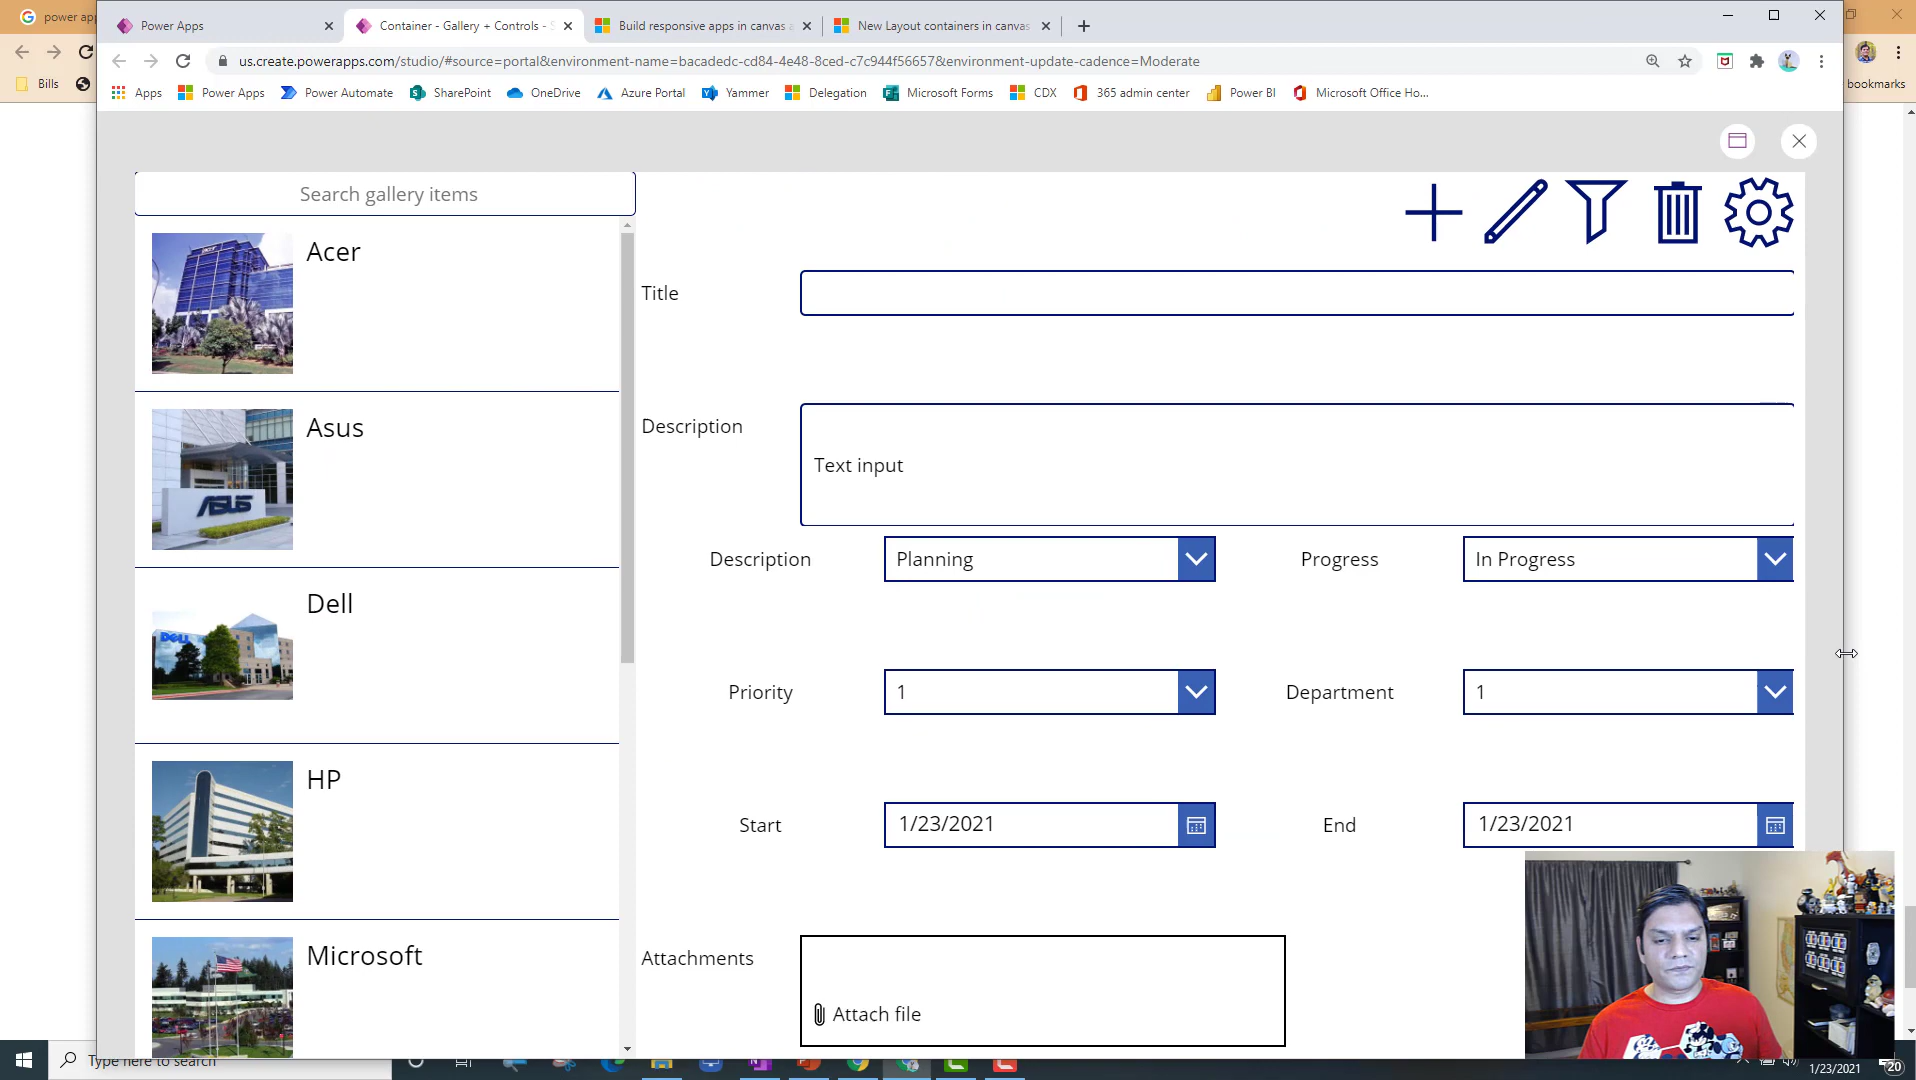 power app
Power Apps
Container - Gallery + Controls - S
Build responsive apps in canvas a
New Layout containers in canvas
us.create.powerapps.com/studio/#source=portal&environment-name=bacadedc-cd84-4e48-8ced-c7c944f56657&environment-update-cadence=Moderate
Bills
Apps
Power Apps
Power Automate
SharePoint
OneDrive
Azure Portal
Yammer
Delegation
Microsoft Forms
CDX
365 admin center
Power BI
Microsoft Office Ho...
bookmarks
Search gallery items
Acer
Title
Asus
ASUS
Description
Text input
Description
Planning
Progress
In Progress
Dell
DELL
Priority
1
Department
1
HP
Start
1/23/2021
End
1/23/2021
Microsoft
Attachments
Attach file
Type here to search
1/23/2021
20